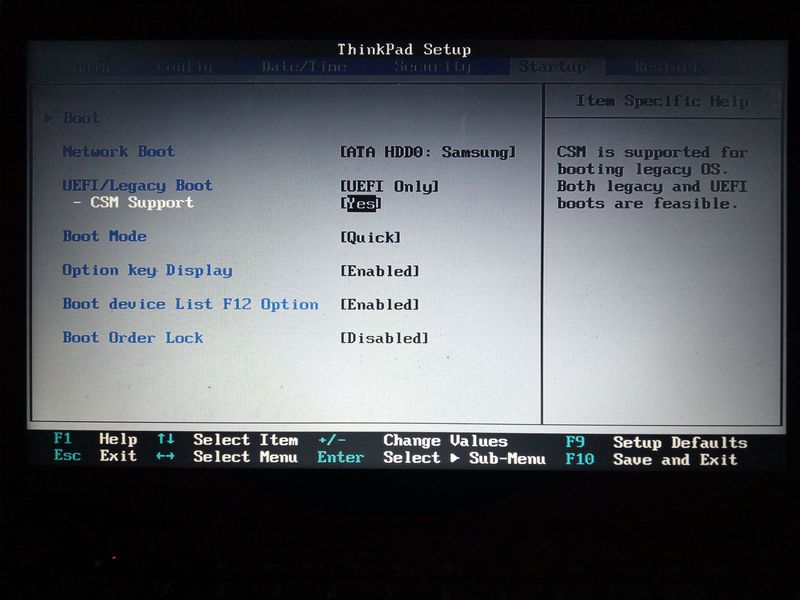 ThinkPad Setup
Main Config Date/Time Security Startup Restart
Item Specific Help
Boot
Network Boot [ATA HDD0: Samsung]
UEFI/Legacy Boot [UEFI Only]
- CSM Support [Yes]
Boot Mode [Quick]
Option key Display [Enabled]
Boot device List F12 Option [Enabled]
Boot Order Lock [Disabled]
CSM is supported for
booting legacy OS.
Both legacy and UEFI
boots are feasible.
F1 Help ↑↓ Select Item +/- Change Values F9 Setup Defaults
Esc Exit ←→ Select Menu Enter Select ▶ Sub-Menu F10 Save and Exit